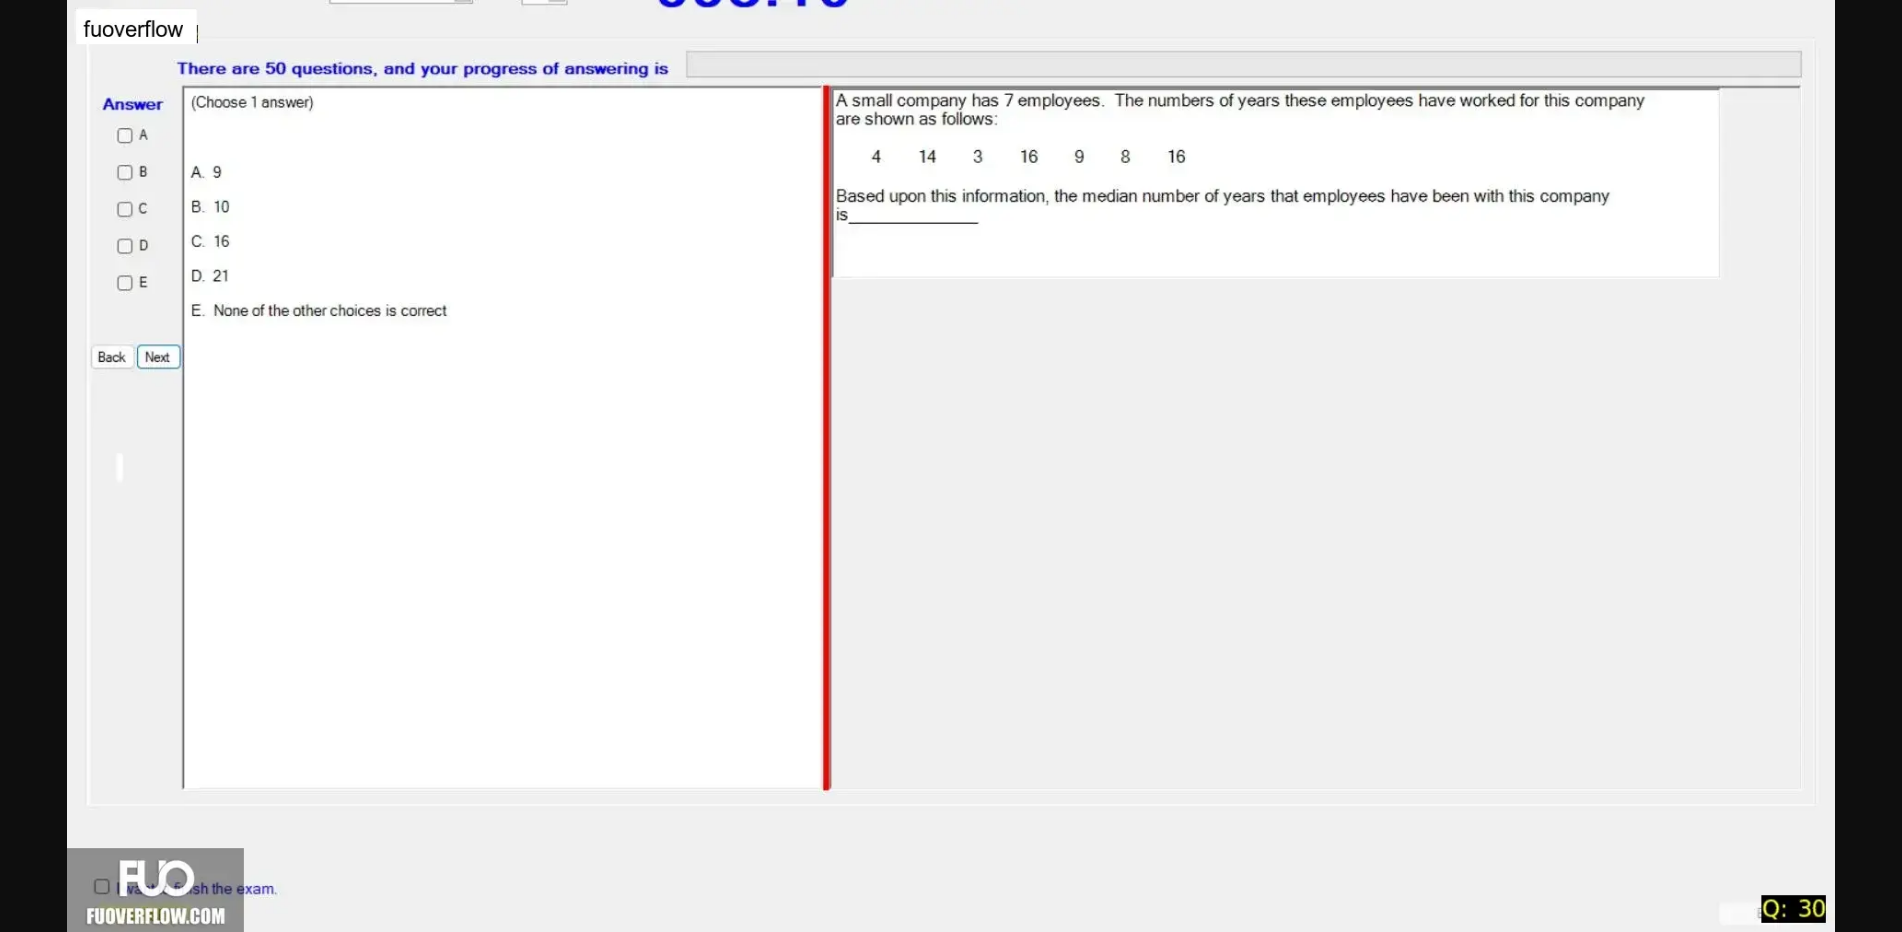 fuoverflow
There are 50 questions, and your progress of answering is
Answer
A
B
C
D
E
Back Next
(Choose 1 answer)
A. 9
B. 10
C. 16
D. 21
E. None of the other choices is correct
A small company has 7 employees. The numbers of years these employees have worked for this company
are shown as follows:
4 14 3 16 9 8 16
Based upon this information, the median number of years that employees have been with this company
is______________
I want finish the exam.
FUO
FUOVERFLOW.COM
Q: 30